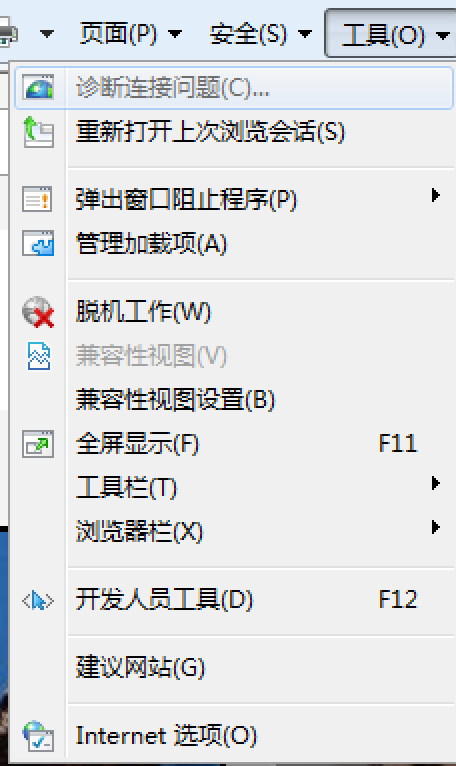 页面(P) 安全(S) 工具(O)
诊断连接问题(C)...
重新打开上次浏览会话(S)
弹出窗口阻止程序(P)
管理加载项(A)
脱机工作(W)
兼容性视图(V)
兼容性视图设置(B)
全屏显示(F) F11
工具栏(T)
浏览器栏(X)
开发人员工具(D) F12
建议网站(G)
Internet 选项(O)